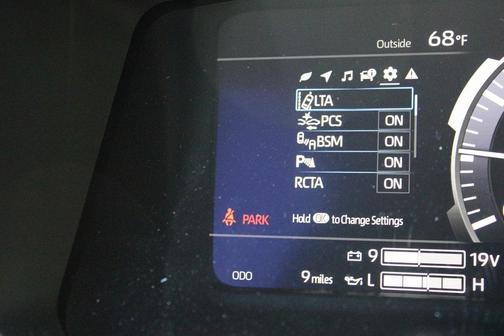 Outside 68°F
LTA
PCS ON
BSM ON
P ON
RCTA ON
PARK Hold OK to Change Settings
9 19V
ODO 9 miles L H